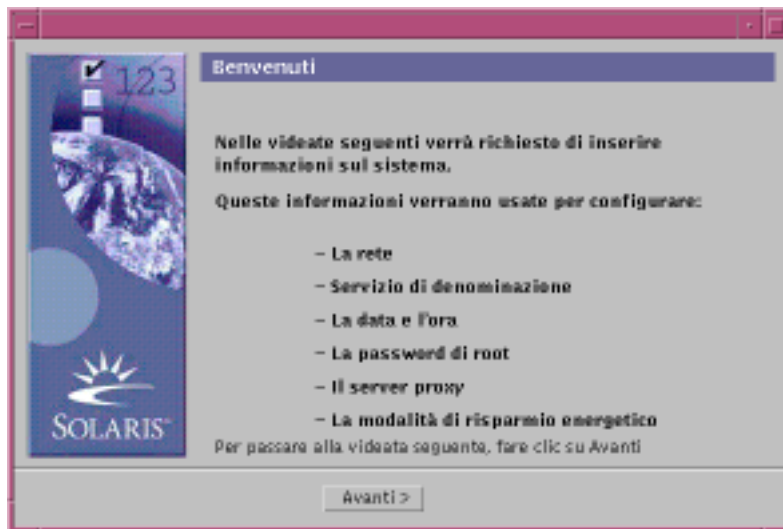 Benvenuti
123
Nelle videate seguenti verrà richiesto di inserire
informazioni sul sistema.
Queste informazioni verranno usate per configurare:
– La rete
– Servizio di denominazione
– La data e l'ora
– La password di root
– Il server proxy
– La modalità di risparmio energetico
SOLARIS™
Per passare alla videata seguente, fare clic su Avanti
Avanti >